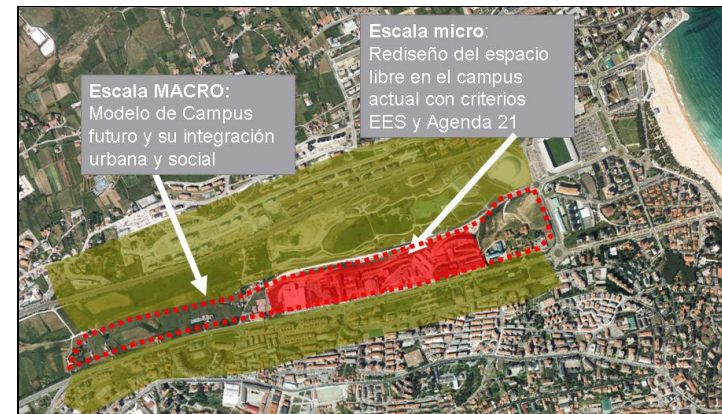 Escala MACRO:
Modelo de Campus
futuro y su integración
urbana y social
Escala micro:
Rediseño del espacio
libre en el campus
actual con criterios
EES y Agenda 21